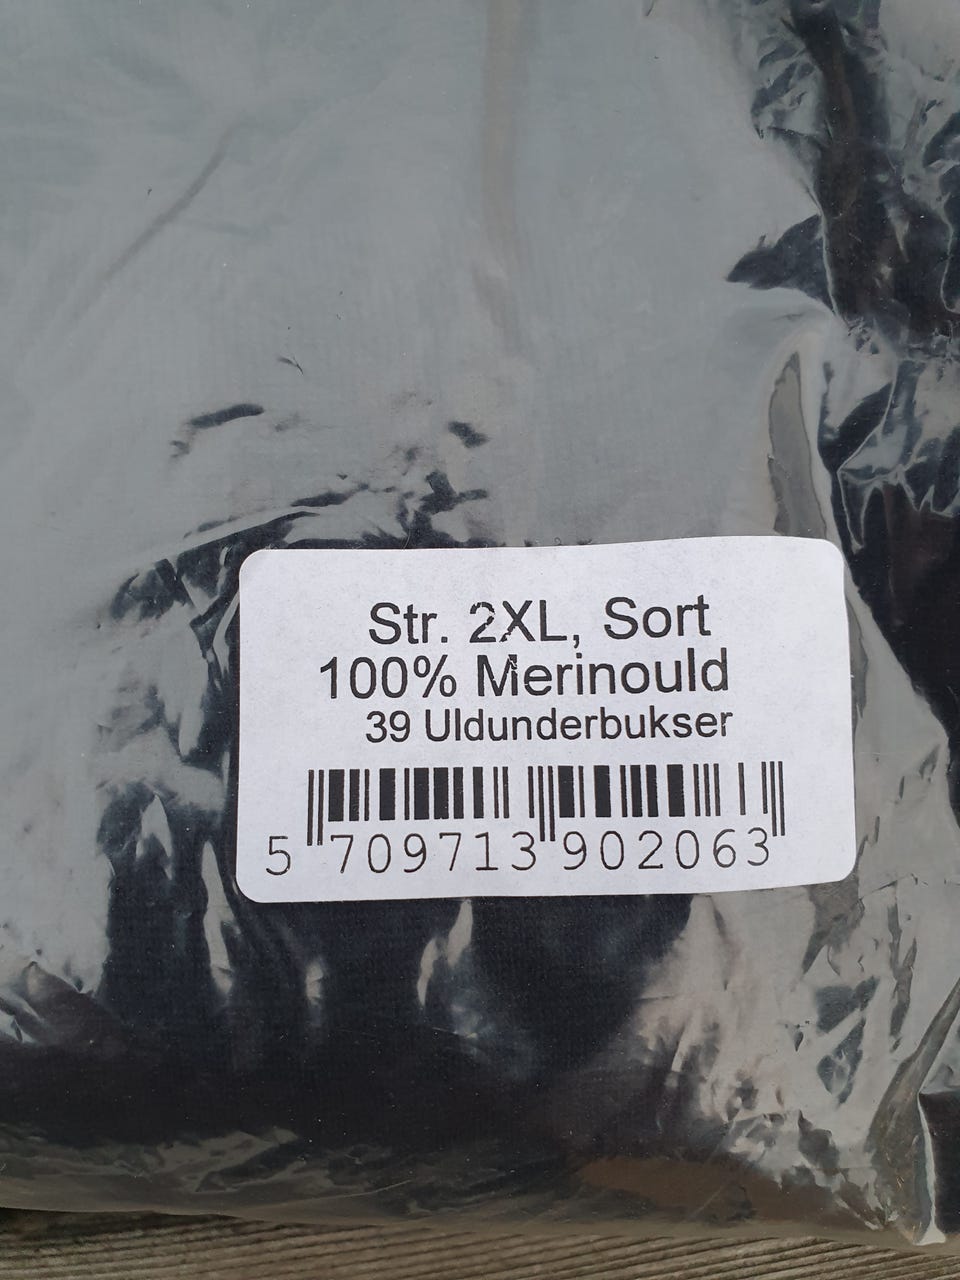 Str. 2XL, Sort
100% Merinould
39 Uldunderbukser
5 709713 902063